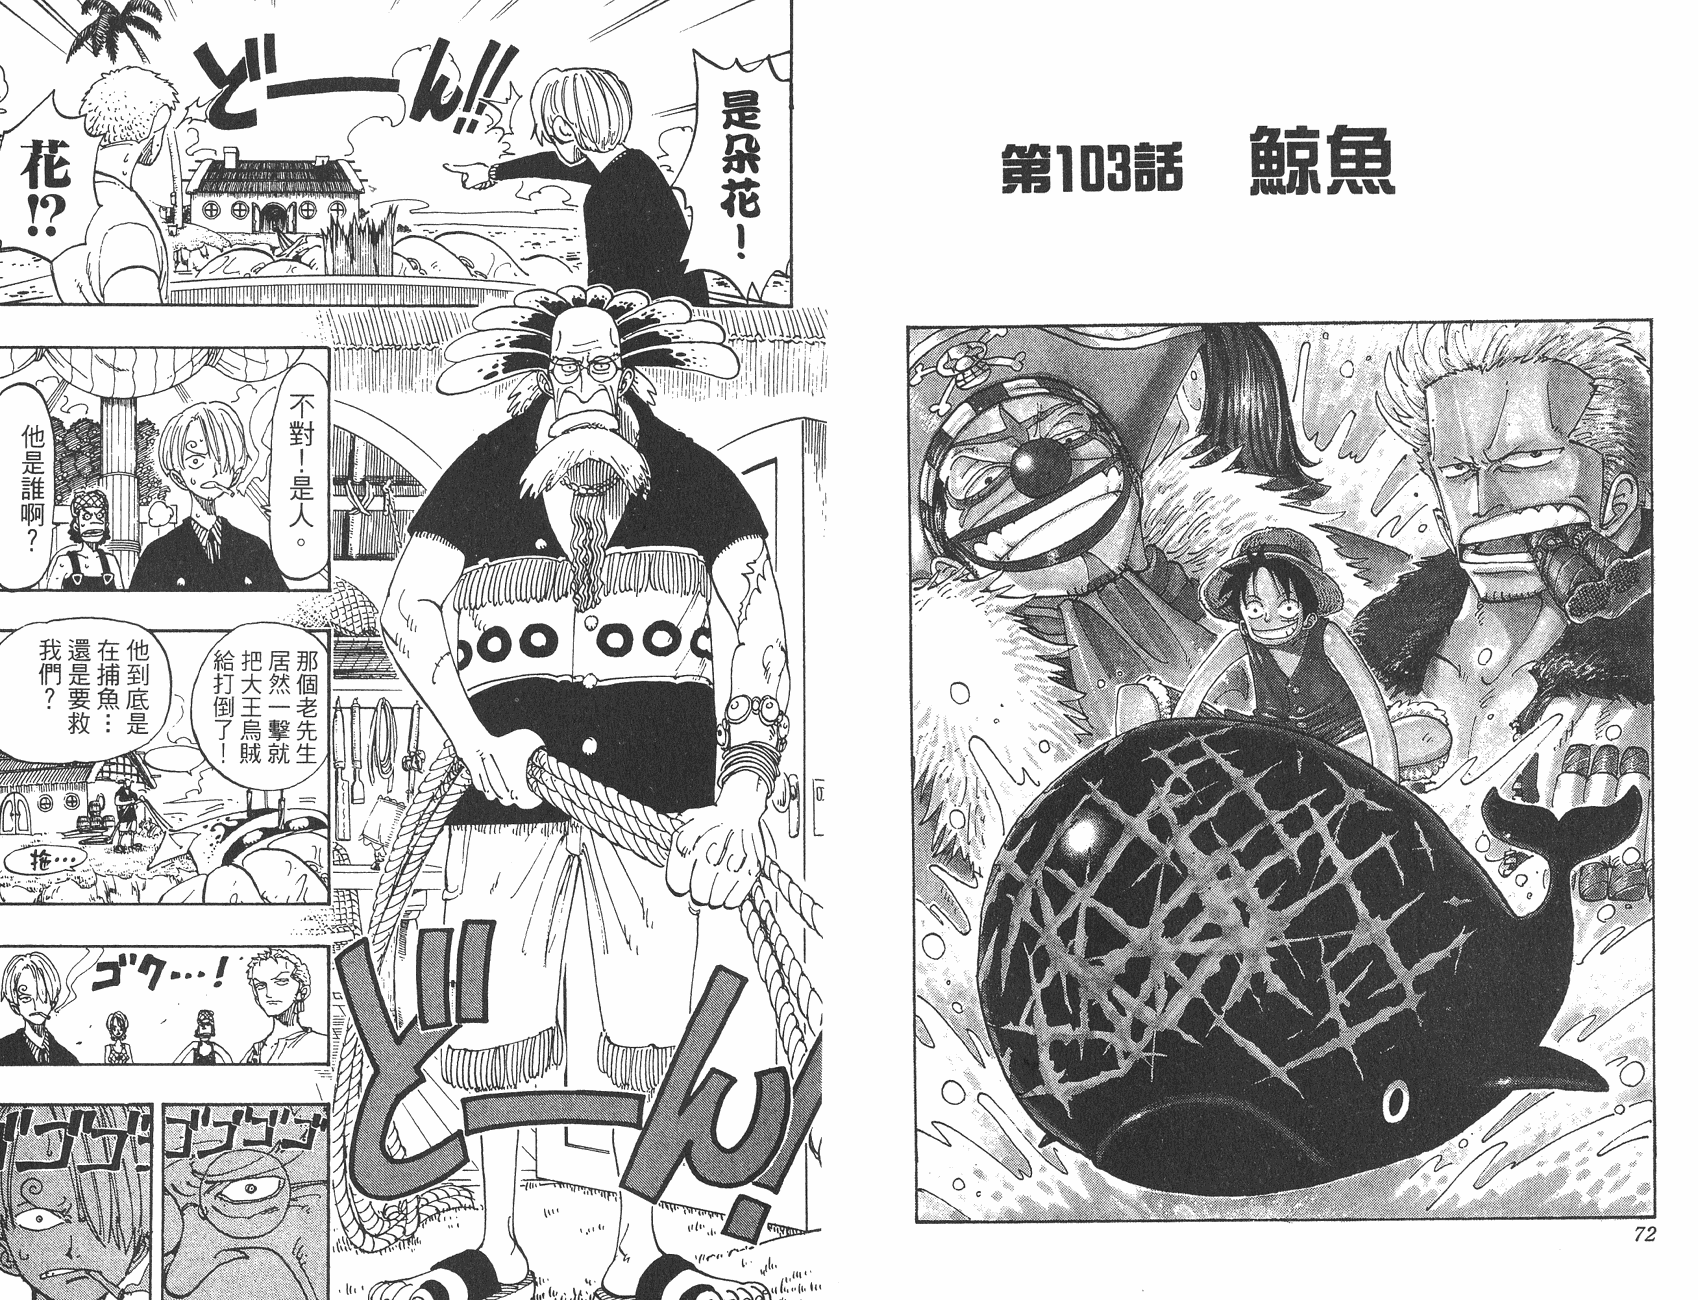 第103話
鯨魚
72
是朵花！
どーん!!
花!?
不對！是人。
他是誰啊？
那個老先生
居然一擊就
把大王烏賊
給打倒了！
他到底是
在捕魚…
還是要救
我們？
拖…
ゴク…！
ゴゴゴゴ
ゴゴゴ
どーん!